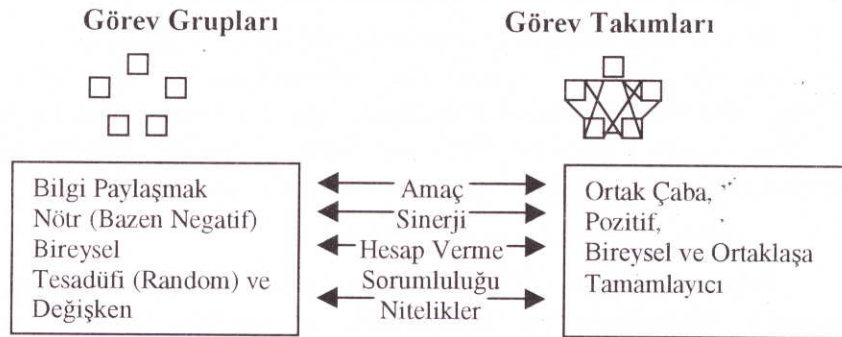 Görev Grupları
Görev Takımları
Bilgi Paylaşmak
Nötr (Bazen Negatif)
Bireysel
Tesadüfi (Random) ve
Değişken
Amaç
Sinerji
Hesap Verme
Sorumluluğu
Nitelikler
Ortak Çaba,
Pozitif,
Bireysel ve Ortaklaşa
Tamamlayıcı